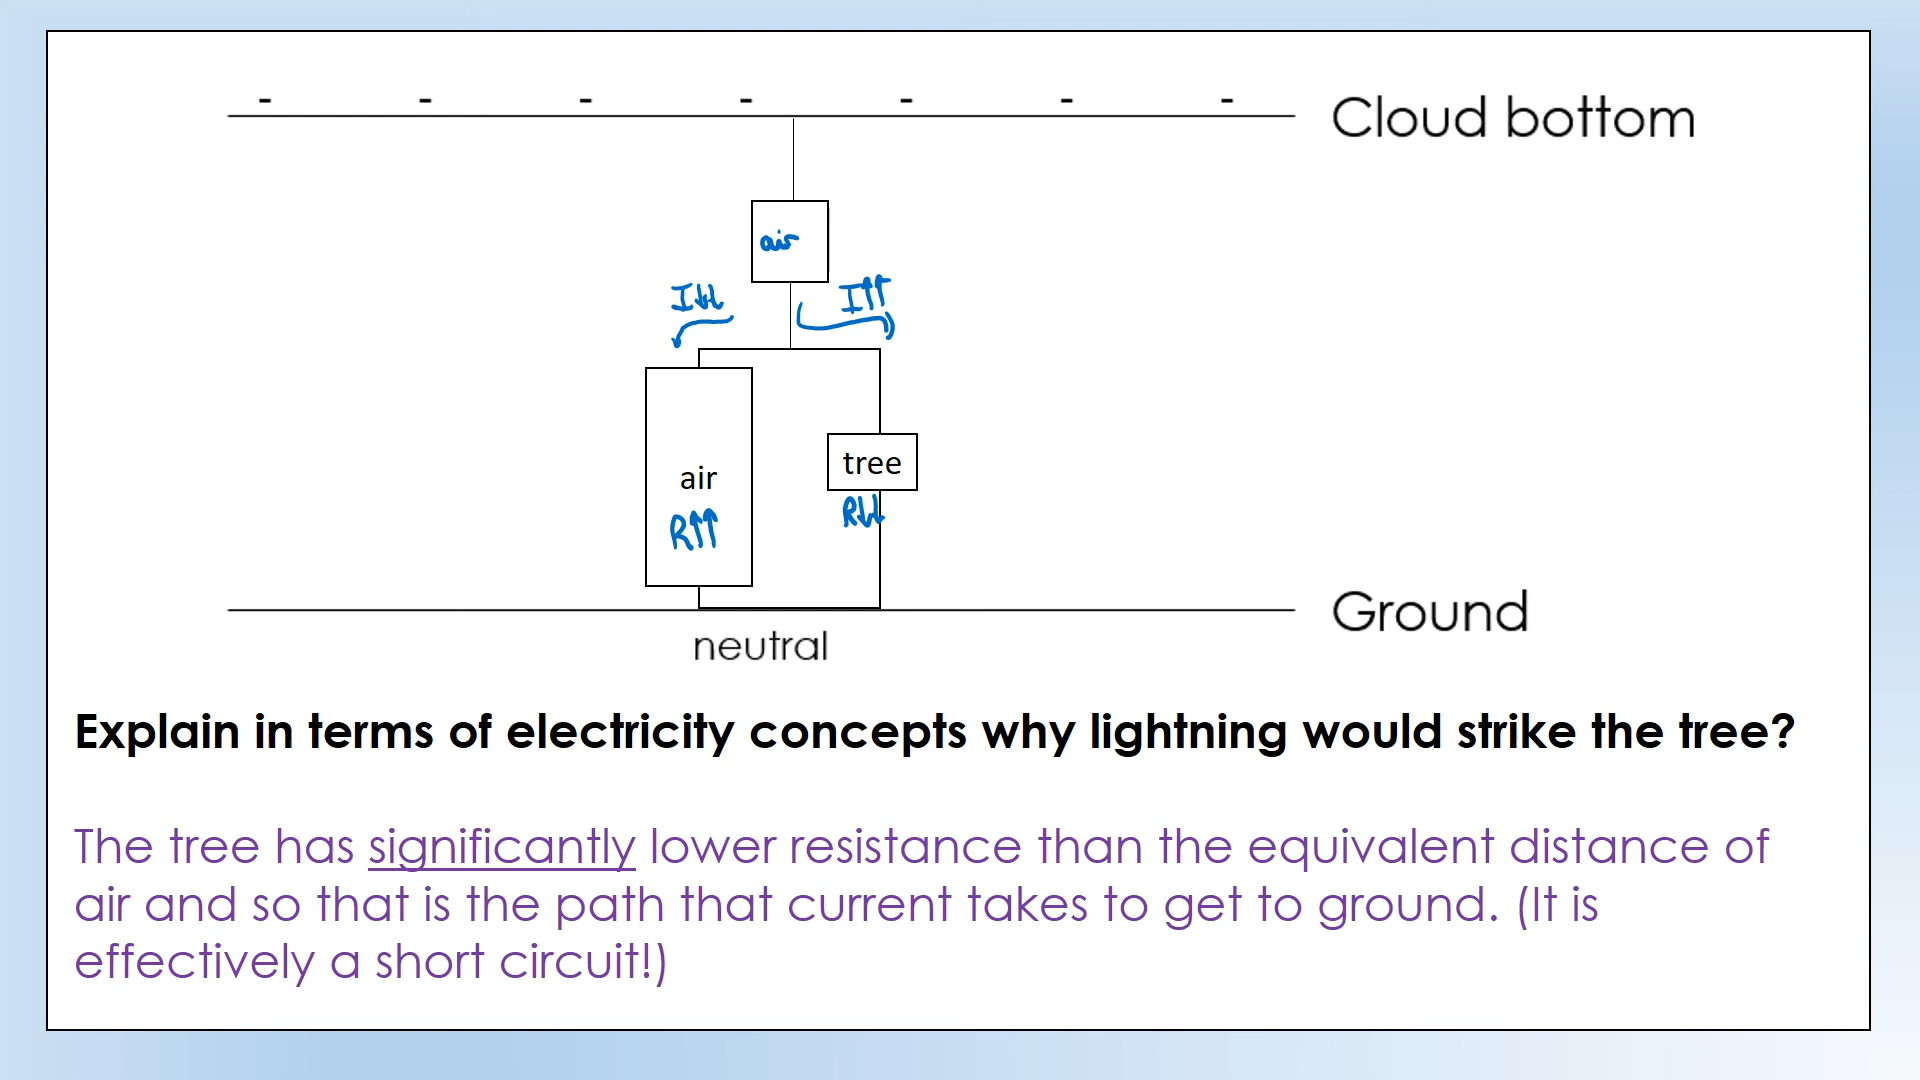 - - - - - - -
Cloud bottom
air
I↓↓ I↑↑
air
tree
R↑↑
R↓↓
Ground
neutral
Explain in terms of electricity concepts why lightning would strike the tree?
The tree has significantly lower resistance than the equivalent distance of
air and so that is the path that current takes to get to ground. (It is
effectively a short circuit!)